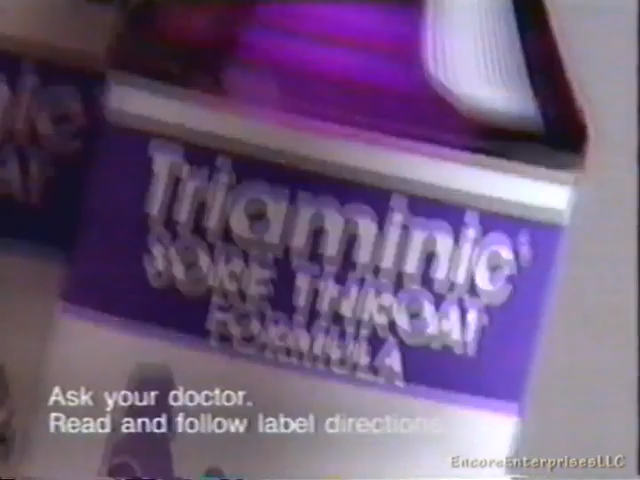 Triaminic
SORE THROAT
FORMULA
Ask your doctor.
Read and follow label directions
EncoreEnterprisesLLC